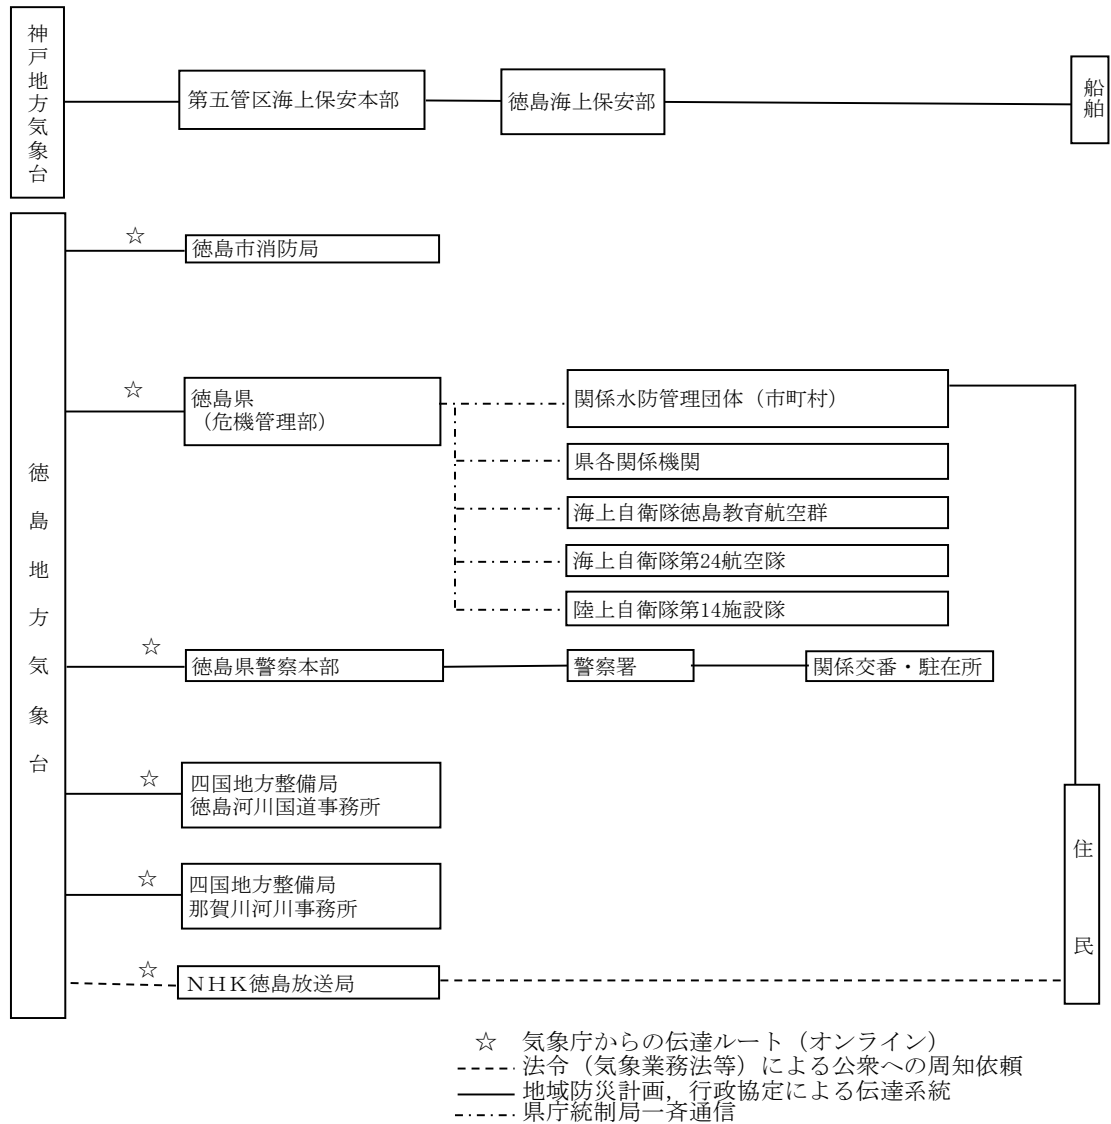 神戸地方気象台
第五管区海上保安本部
徳島海上保安部
船舶
徳島地方気象台
☆
徳島市消防局
☆
徳島県
（危機管理部）
関係水防管理団体（市町村）
県各関係機関
海上自衛隊徳島教育航空群
海上自衛隊第24航空隊
陸上自衛隊第14施設隊
☆
徳島県警察本部
警察署
関係交番・駐在所
☆
四国地方整備局
徳島河川国道事務所
☆
四国地方整備局
那賀川河川事務所
☆
ＮＨＫ徳島放送局
住民
☆　気象庁からの伝達ルート（オンライン）
法令（気象業務法等）による公衆への周知依頼
地域防災計画，行政協定による伝達系統
県庁統制局一斉通信